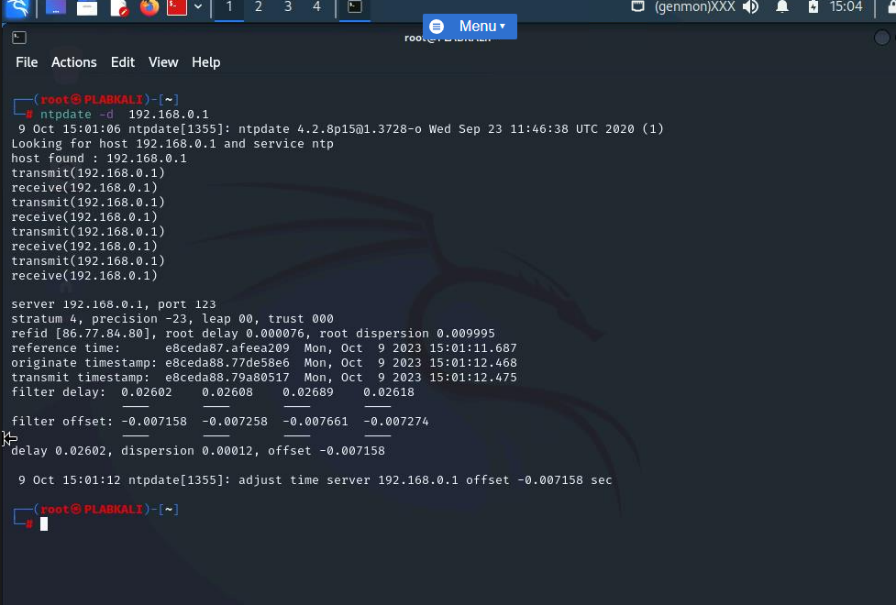 1 2 3 4 (genmon)XXX 15:04
Menu
File Actions Edit View Help
(root㉿PLABKALI)-[~]
# ntpdate -d 192.168.0.1
9 Oct 15:01:06 ntpdate[1355]: ntpdate 4.2.8p15@1.3728-o Wed Sep 23 11:46:38 UTC 2020 (1)
Looking for host 192.168.0.1 and service ntp
host found : 192.168.0.1
transmit(192.168.0.1)
receive(192.168.0.1)
transmit(192.168.0.1)
receive(192.168.0.1)
transmit(192.168.0.1)
receive(192.168.0.1)
transmit(192.168.0.1)
receive(192.168.0.1)
server 192.168.0.1, port 123
stratum 4, precision -23, leap 00, trust 000
refid [86.77.84.80], root delay 0.000076, root dispersion 0.009995
reference time: e8ceda87.afeea209 Mon, Oct 9 2023 15:01:11.687
originate timestamp: e8ceda88.77de58e6 Mon, Oct 9 2023 15:01:12.468
transmit timestamp: e8ceda88.79a80517 Mon, Oct 9 2023 15:01:12.475
filter delay: 0.02602 0.02608 0.02689 0.02618
filter offset: -0.007158 -0.007258 -0.007661 -0.007274
delay 0.02602, dispersion 0.00012, offset -0.007158
9 Oct 15:01:12 ntpdate[1355]: adjust time server 192.168.0.1 offset -0.007158 sec
(root㉿PLABKALI)-[~]
#